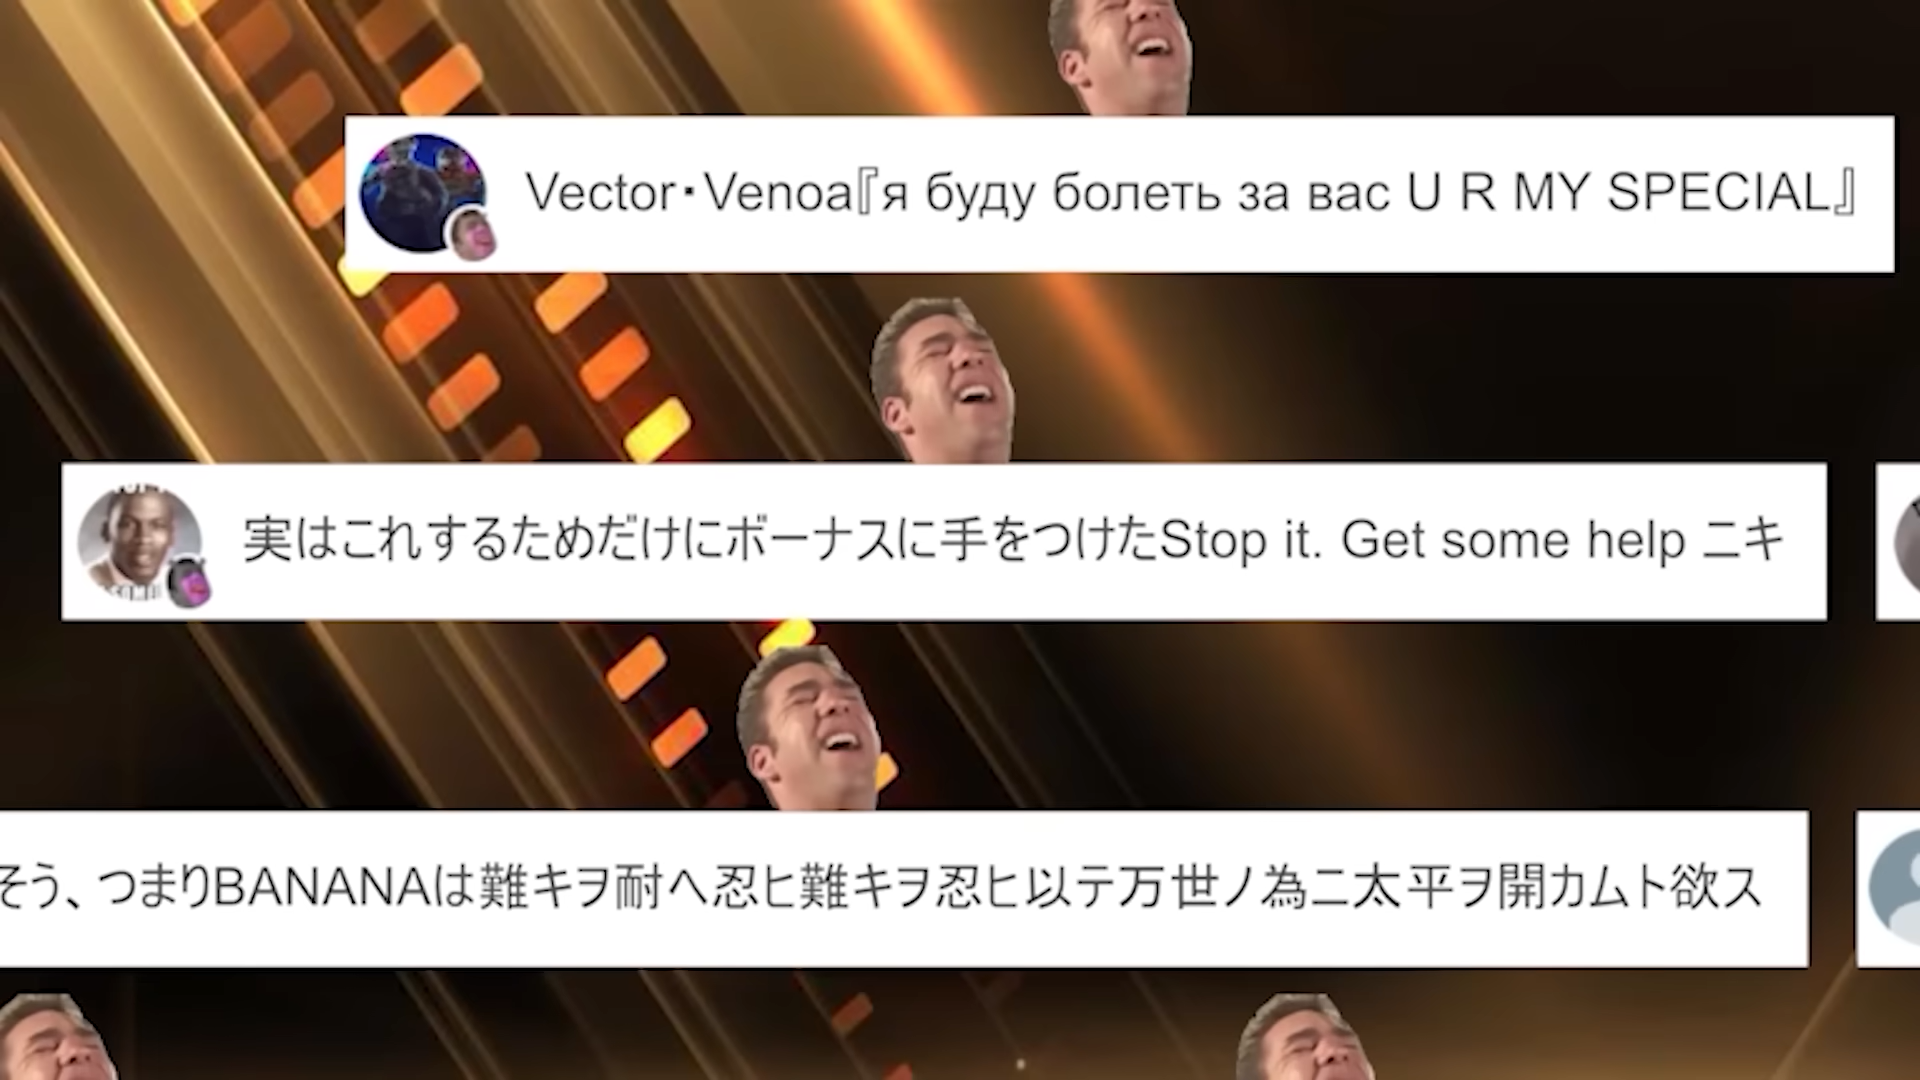 Vector・Venoa『я буду болеть за вас U R MY SPECIAL』
実はこれするためだけにボーナスに手をつけたStop it. Get some help ニキ
そう、つまりBANANAは難キヲ耐ヘ忍ヒ難キヲ忍ヒ以テ万世ノ為ニ太平ヲ開カムト欲ス